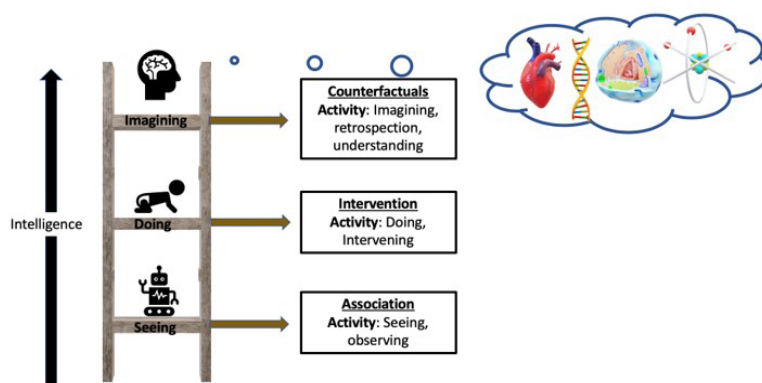 Counterfactuals
Activity: Imagining,
retrospection,
understanding
Imagining
Intervention
Activity: Doing,
Intervening
Doing
Intelligence
Association
Activity: Seeing,
observing
Seeing